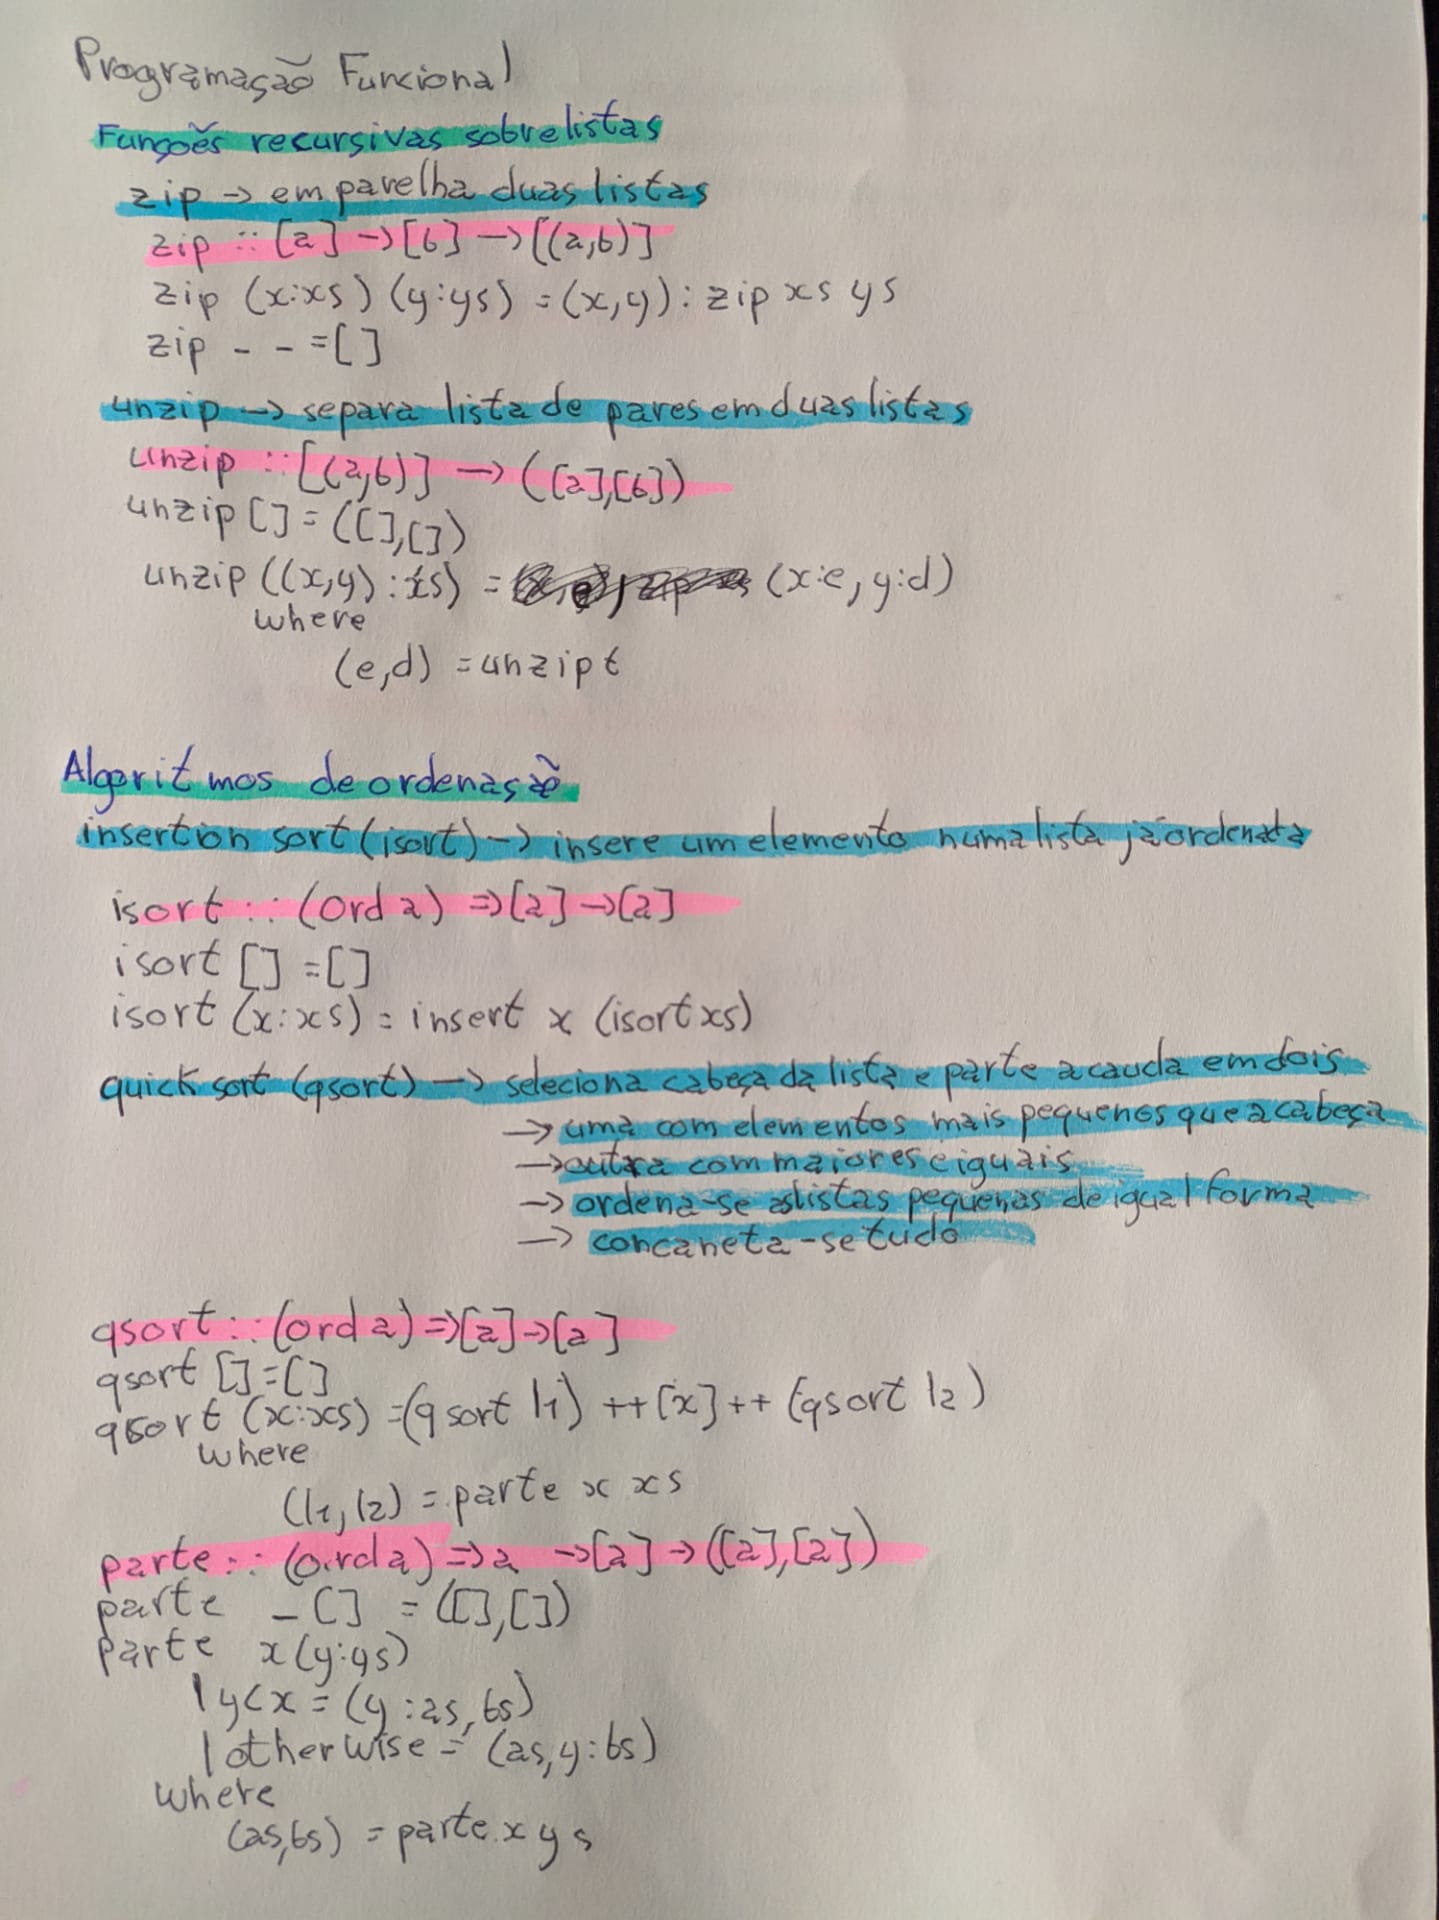 Programação Funcional
Funções recursivas sobre listas
zip -> emparelha duas listas
zip :: [a] -> [b] -> [(a,b)]
zip (x:xs) (y:ys) = (x,y) : zip xs ys
zip _ _ = []
unzip -> separa lista de pares em duas listas
unzip :: [(a,b)] -> ([a],[b])
unzip [] = ([],[])
unzip ((x,y) : ts) = (x:e, y:d)
where
(e,d) = unzip t
Algoritmos de ordenação
insertion sort (isort) -> insere um elemento numa lista já ordenata
isort :: (Ord a) => [a] -> [a]
isort [] = []
isort (x:xs) = insert x (isort xs)
quick sort (qsort) -> seleciona cabeça da lista e parte a cauda em dois
-> uma com elementos mais pequenos que a cabeça
-> outra com maiores e iguais
-> ordena-se as listas pequenas de igual forma
-> concaneta-se tudo
qsort :: (ord a) => [a] -> [a]
qsort [] = []
qsort (x:xs) = (qsort l1) ++ [x] ++ (qsort l2)
where
(l1, l2) = parte x xs
parte :: (ord a) => a -> [a] -> ([a],[a])
parte _ [] = ([],[])
parte x (y:ys)
| y < x = (y:as, bs)
| otherwise = (as, y:bs)
where
(as,bs) = parte x ys